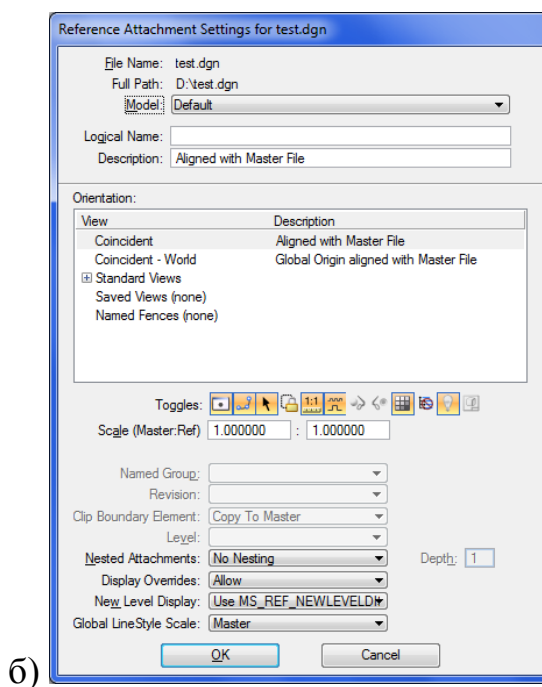 Reference Attachment Settings for test.dgn
File Name: test.dgn
Full Path: D:\test.dgn
Model: Default
Logical Name:
Description: Aligned with Master File
Orientation:
View Description
Coincident Aligned with Master File
Coincident - World Global Origin aligned with Master File
Standard Views
Saved Views (none)
Named Fences (none)
Toggles: 1:1
Scale (Master:Ref) 1.000000 : 1.000000
Named Group:
Revision:
Clip Boundary Element: Copy To Master
Level:
Nested Attachments: No Nesting Depth: 1
Display Overrides: Allow
New Level Display: Use MS_REF_NEWLEVELDI
Global LineStyle Scale: Master
OK Cancel
б)